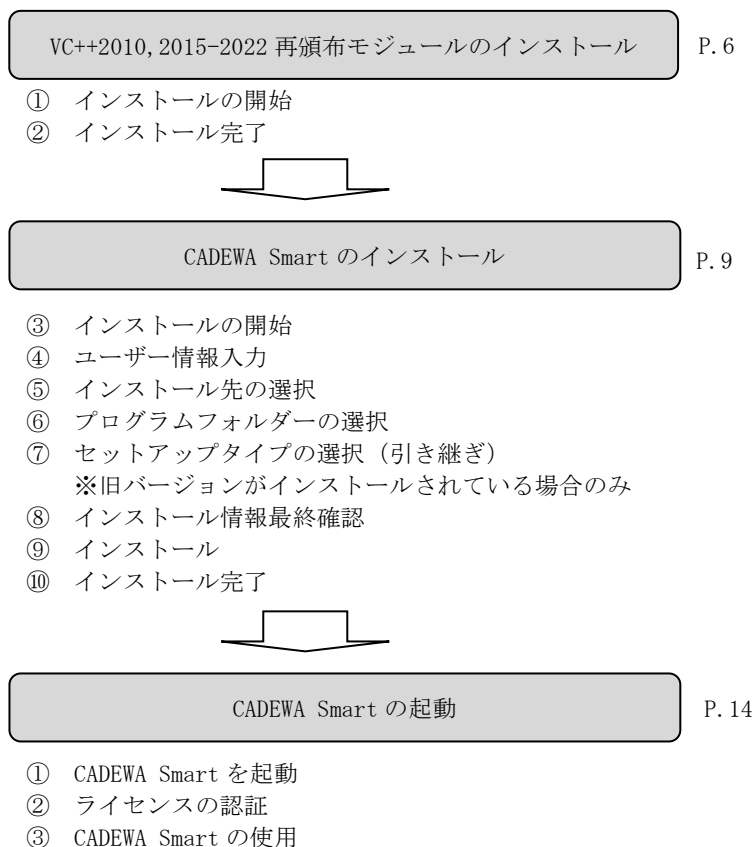 VC++2010,2015-2022 再頒布モジュールのインストール P.6
① インストールの開始
② インストール完了
CADEWA Smart のインストール P.9
③ インストールの開始
④ ユーザー情報入力
⑤ インストール先の選択
⑥ プログラムフォルダーの選択
⑦ セットアップタイプの選択（引き継ぎ）
※旧バージョンがインストールされている場合のみ
⑧ インストール情報最終確認
⑨ インストール
⑩ インストール完了
CADEWA Smart の起動 P.14
① CADEWA Smart を起動
② ライセンスの認証
③ CADEWA Smart の使用